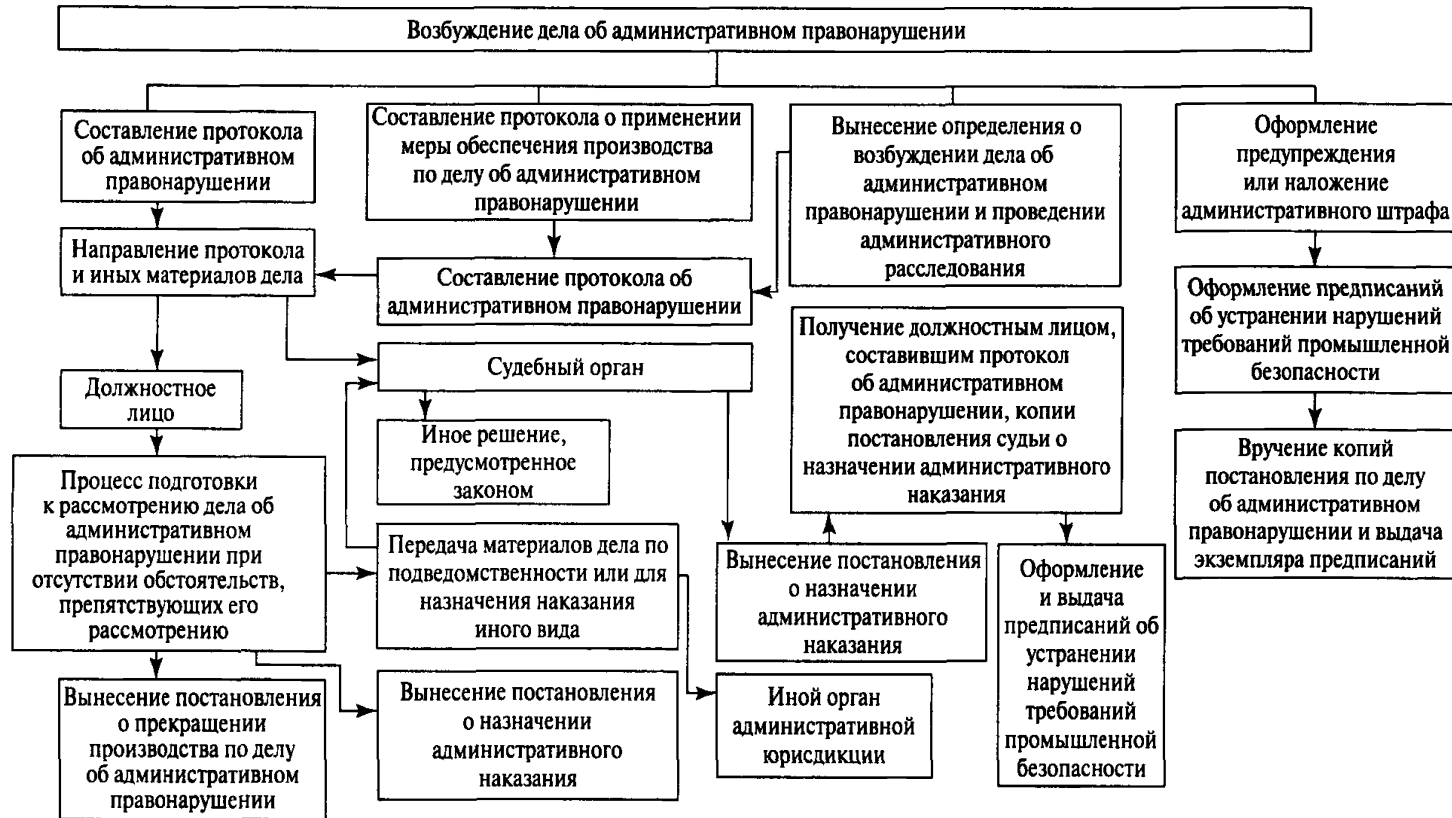 Возбуждение дела об административном правонарушении
Составление протокола
об административном
правонарушении
Составление протокола о применении
меры обеспечения производства
по делу об административном
правонарушении
Вынесение определения о
возбуждении дела об
административном
правонарушении и проведении
административного
расследования
Оформление
предупреждения
или наложение
административного штрафа
Направление протокола
и иных материалов дела
Составление протокола об
административном правонарушении
Оформление предписаний
об устранении нарушений
требований промышленной
безопасности
Получение должностным лицом,
составившим протокол
об административном
правонарушении, копии
постановления судьи о
назначении административного
наказания
Судебный орган
Должностное
лицо
Иное решение,
предусмотренное
законом
Вручение копий
постановления по делу
об административном
правонарушении и выдача
экземпляра предписаний
Процесс подготовки
к рассмотрению дела об
административном
правонарушении при
отсутствии обстоятельств,
препятствующих его
рассмотрению
Передача материалов дела по
подведомственности или для
назначения наказания
иного вида
Вынесение постановления
о назначении
административного
наказания
Оформление
и выдача
предписаний об
устранении
нарушений
требований
промышленной
безопасности
Вынесение постановления
о прекращении
производства по делу
об административном
правонарушении
Вынесение постановления
о назначении
административного
наказания
Иной орган
административной
юрисдикции